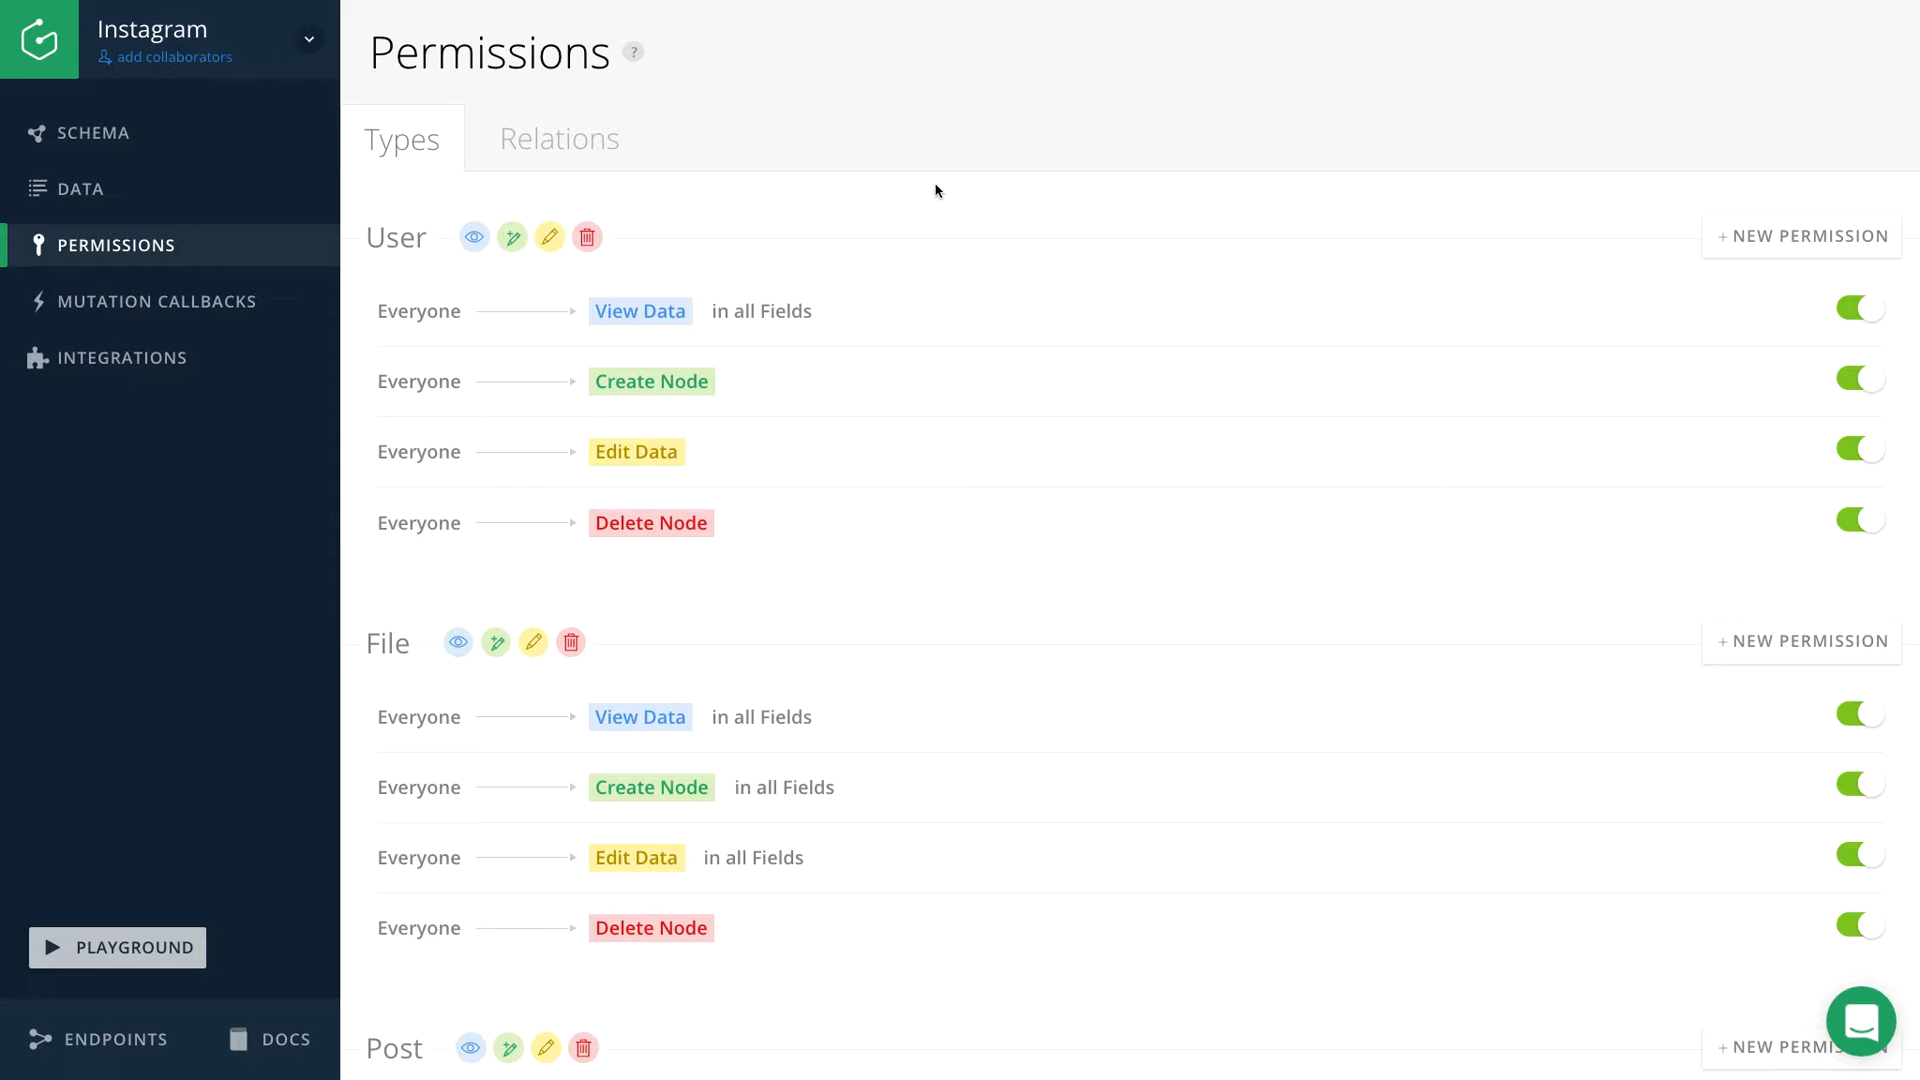 Instagram
add collaborators
SCHEMA
DATA
PERMISSIONS
MUTATION CALLBACKS
INTEGRATIONS
PLAYGROUND
ENDPOINTS
DOCS
Permissions ?
Types
Relations
User
+ NEW PERMISSION
Everyone View Data in all Fields
Everyone Create Node
Everyone Edit Data
Everyone Delete Node
File
+ NEW PERMISSION
Everyone View Data in all Fields
Everyone Create Node in all Fields
Everyone Edit Data in all Fields
Everyone Delete Node
Post
+ NEW